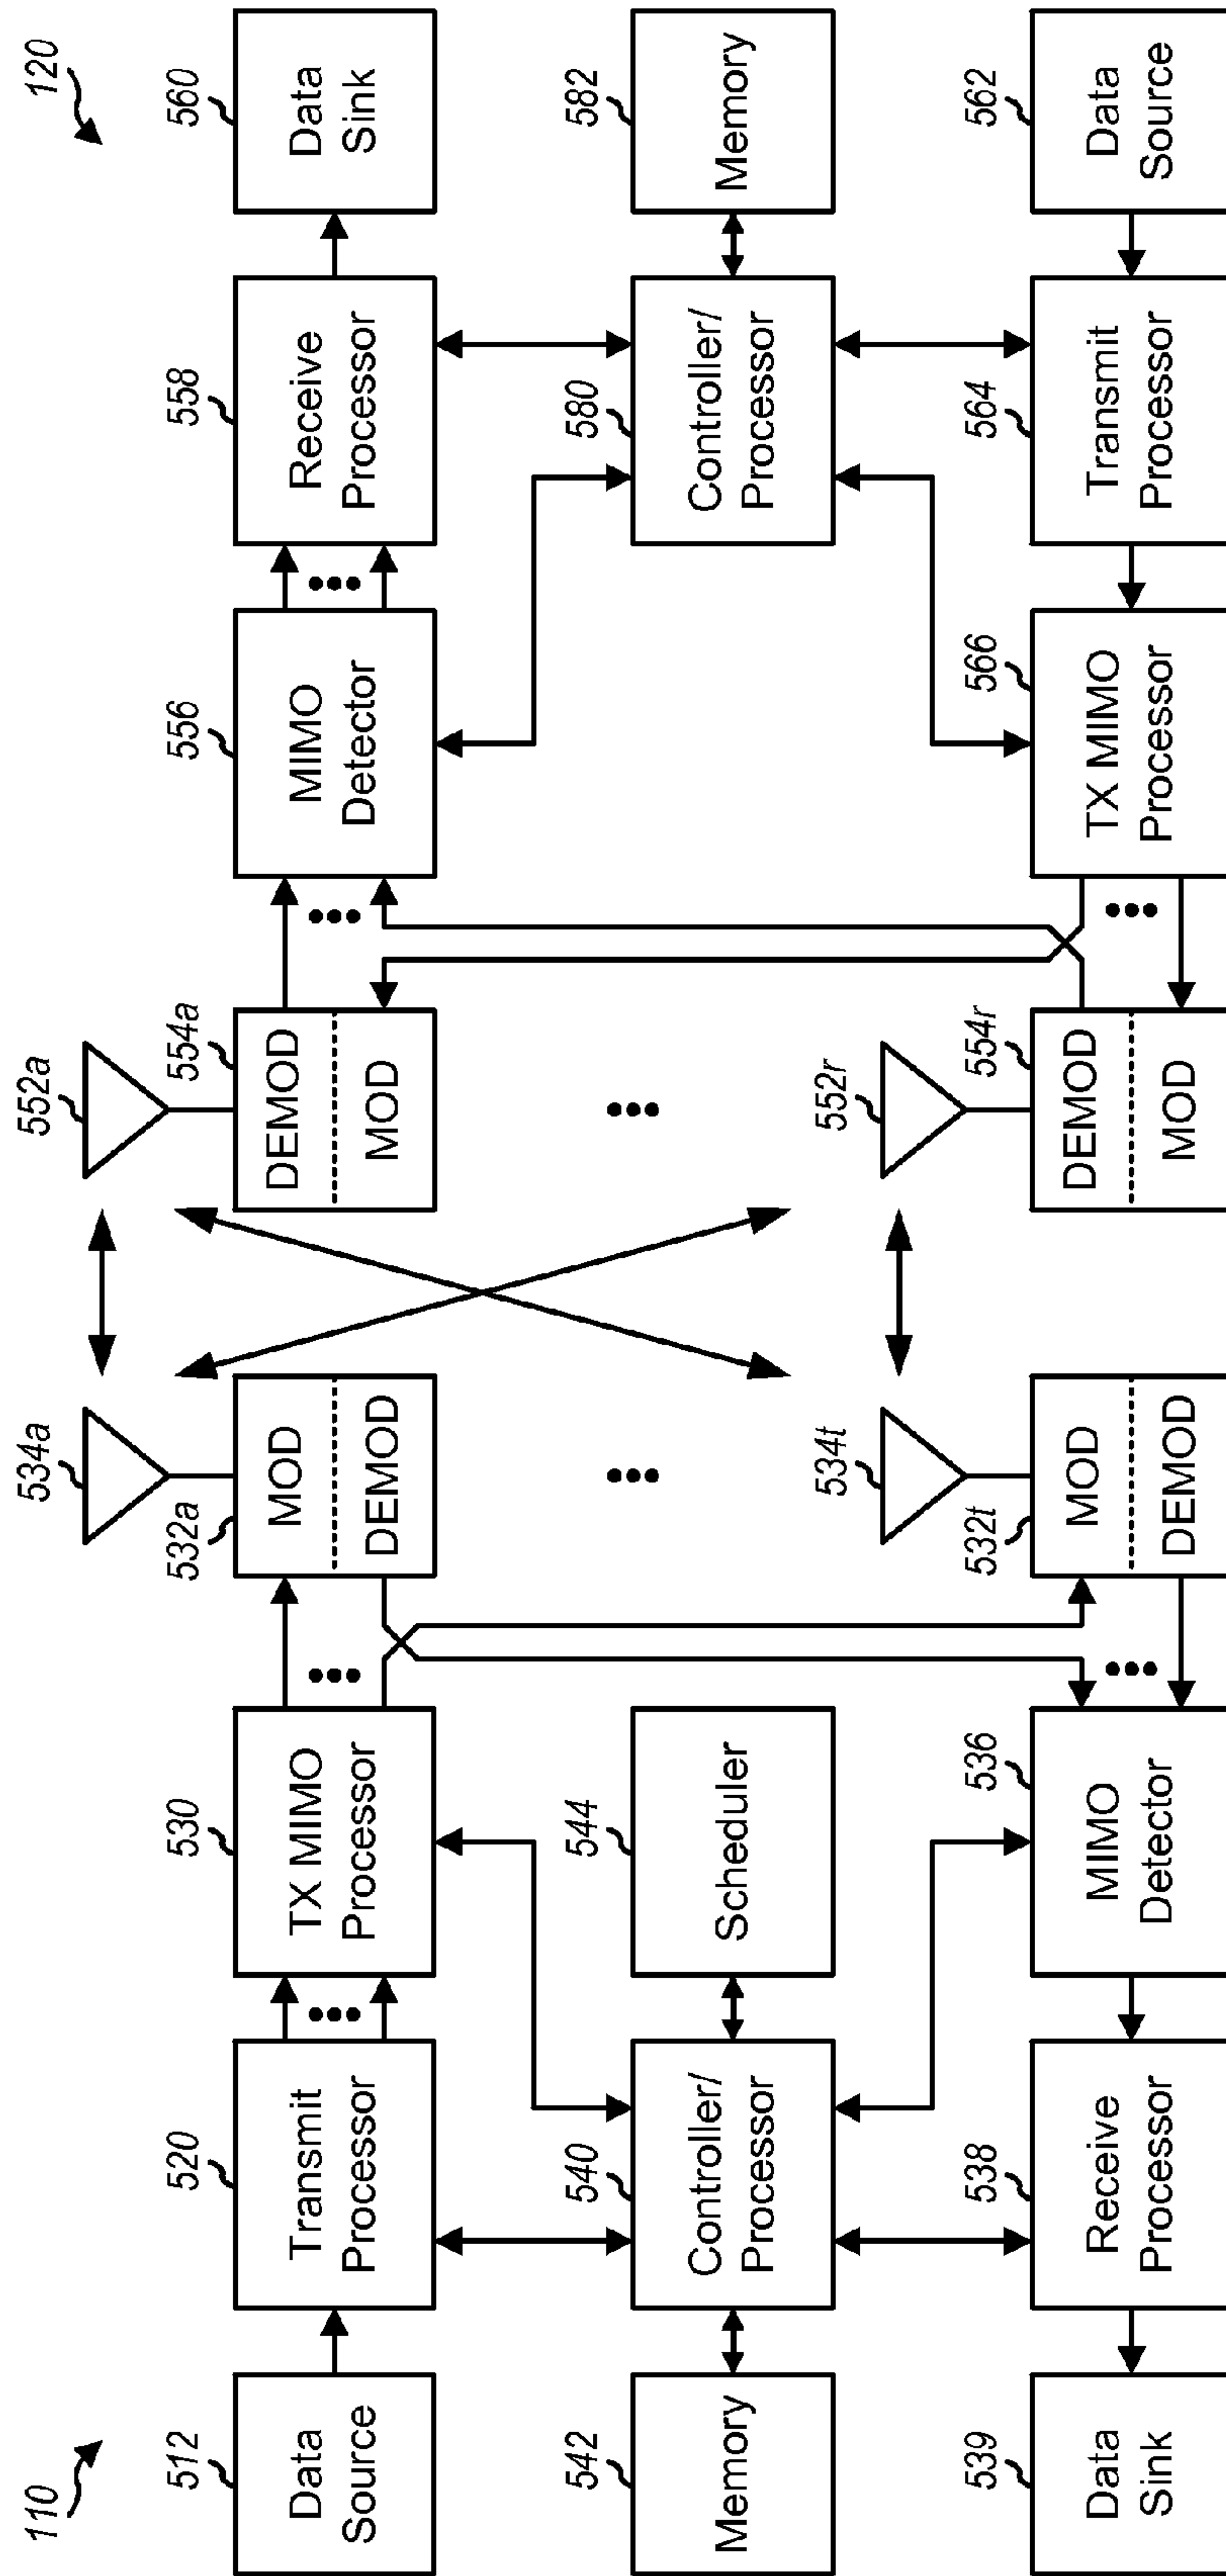 110
512
Data
Source
520
Transmit
Processor
530
TX MIMO
Processor
532a
534a
MOD
DEMOD
552a
554a
DEMOD
MOD
556
MIMO
Detector
558
Receive
Processor
560
Data
Sink
120
542
Memory
540
Controller/
Processor
544
Scheduler
580
Controller/
Processor
582
Memory
539
Data
Sink
538
Receive
Processor
536
MIMO
Detector
532t
534t
MOD
DEMOD
552r
554r
DEMOD
MOD
566
TX MIMO
Processor
564
Transmit
Processor
562
Data
Source